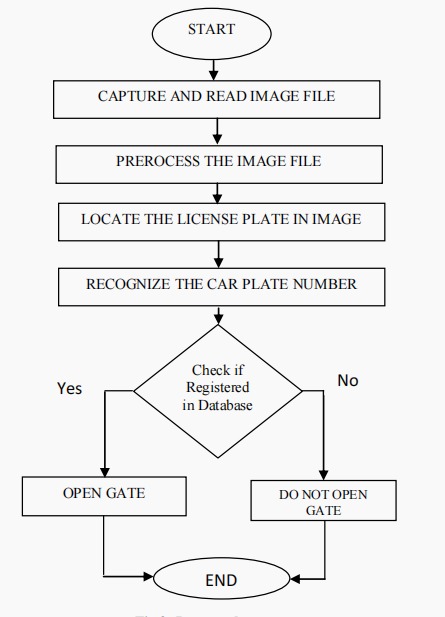 START
CAPTURE AND READ IMAGE FILE
PREROCESS THE IMAGE FILE
LOCATE THE LICENSE PLATE IN IMAGE
RECOGNIZE THE CAR PLATE NUMBER
Check if
Registered
in Database
Yes
No
OPEN GATE
DO NOT OPEN
GATE
END